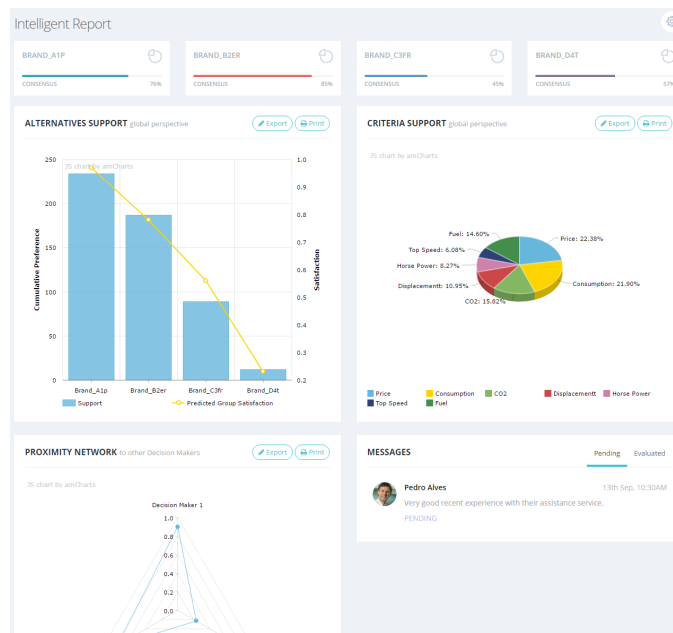 Intelligent Report
BRAND_A1P
CONSENSUS 76%
BRAND_B2ER
CONSENSUS 85%
BRAND_C3FR
CONSENSUS 45%
BRAND_D4T
CONSENSUS 57%
ALTERNATIVES SUPPORT global perspective
Export Print
JS chart by amCharts
250
200
150
100
50
0
Cumulative Preference
1.0
0.9
0.8
0.7
0.6
0.5
0.4
0.3
0.2
Satisfaction
Brand_A1p Brand_B2er Brand_C3fr Brand_D4t
Support Predicted Group Satisfaction
CRITERIA SUPPORT global perspective
Export Print
JS chart by amCharts
Fuel: 14.60%
Price: 22.38%
Top Speed: 6.08%
Horse Power: 8.27%
Displacementt: 10.95%
Consumption: 21.90%
CO2: 15.82%
Price Consumption CO2 Displacementt Horse Power
Top Speed Fuel
PROXIMITY NETWORK to other Decision Makers
Export Print
JS chart by amCharts
Decision Maker 1
1.0
0.8
0.6
0.4
0.2
0.0
MESSAGES
Pending Evaluated
Pedro Alves 13th Sep, 10:30AM
Very good recent experience with their assistance service.
PENDING